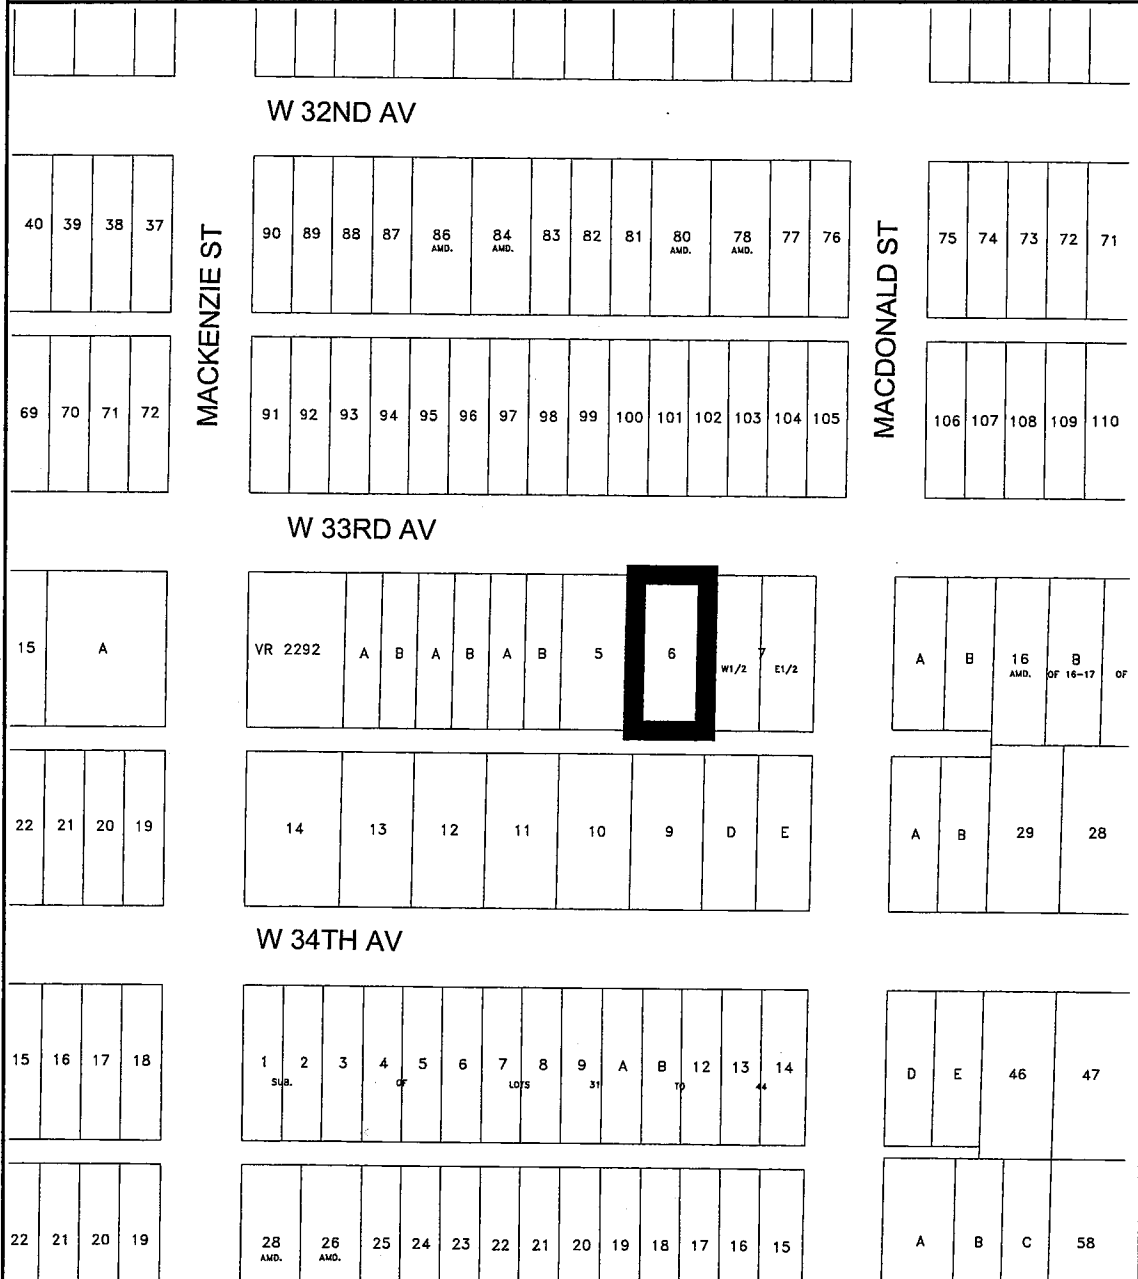 W 32ND AV
40 39 38 37
90 89 88 87 86 84 83 82 81 80 78 77 76
AMD. AMD. AMD. AMD.
75 74 73 72 71
MACKENZIE ST
MACDONALD ST
69 70 71 72
91 92 93 94 95 96 97 98 99 100 101 102 103 104 105
106 107 108 109 110
W 33RD AV
15 A
VR 2292 A B A B A B 5 6 7
W1/2 E1/2
A B 16 B
AMD. OF 16-17 OF
22 21 20 19
14 13 12 11 10 9 D E
A B 29 28
W 34TH AV
15 16 17 18
1 2 3 4 5 6 7 8 9 A B 12 13 14
SUB. OF LOTS 31 TO 44
D E 46 47
22 21 20 19
28 26 25 24 23 22 21 20 19 18 17 16 15
AMD. AMD.
A B C 58